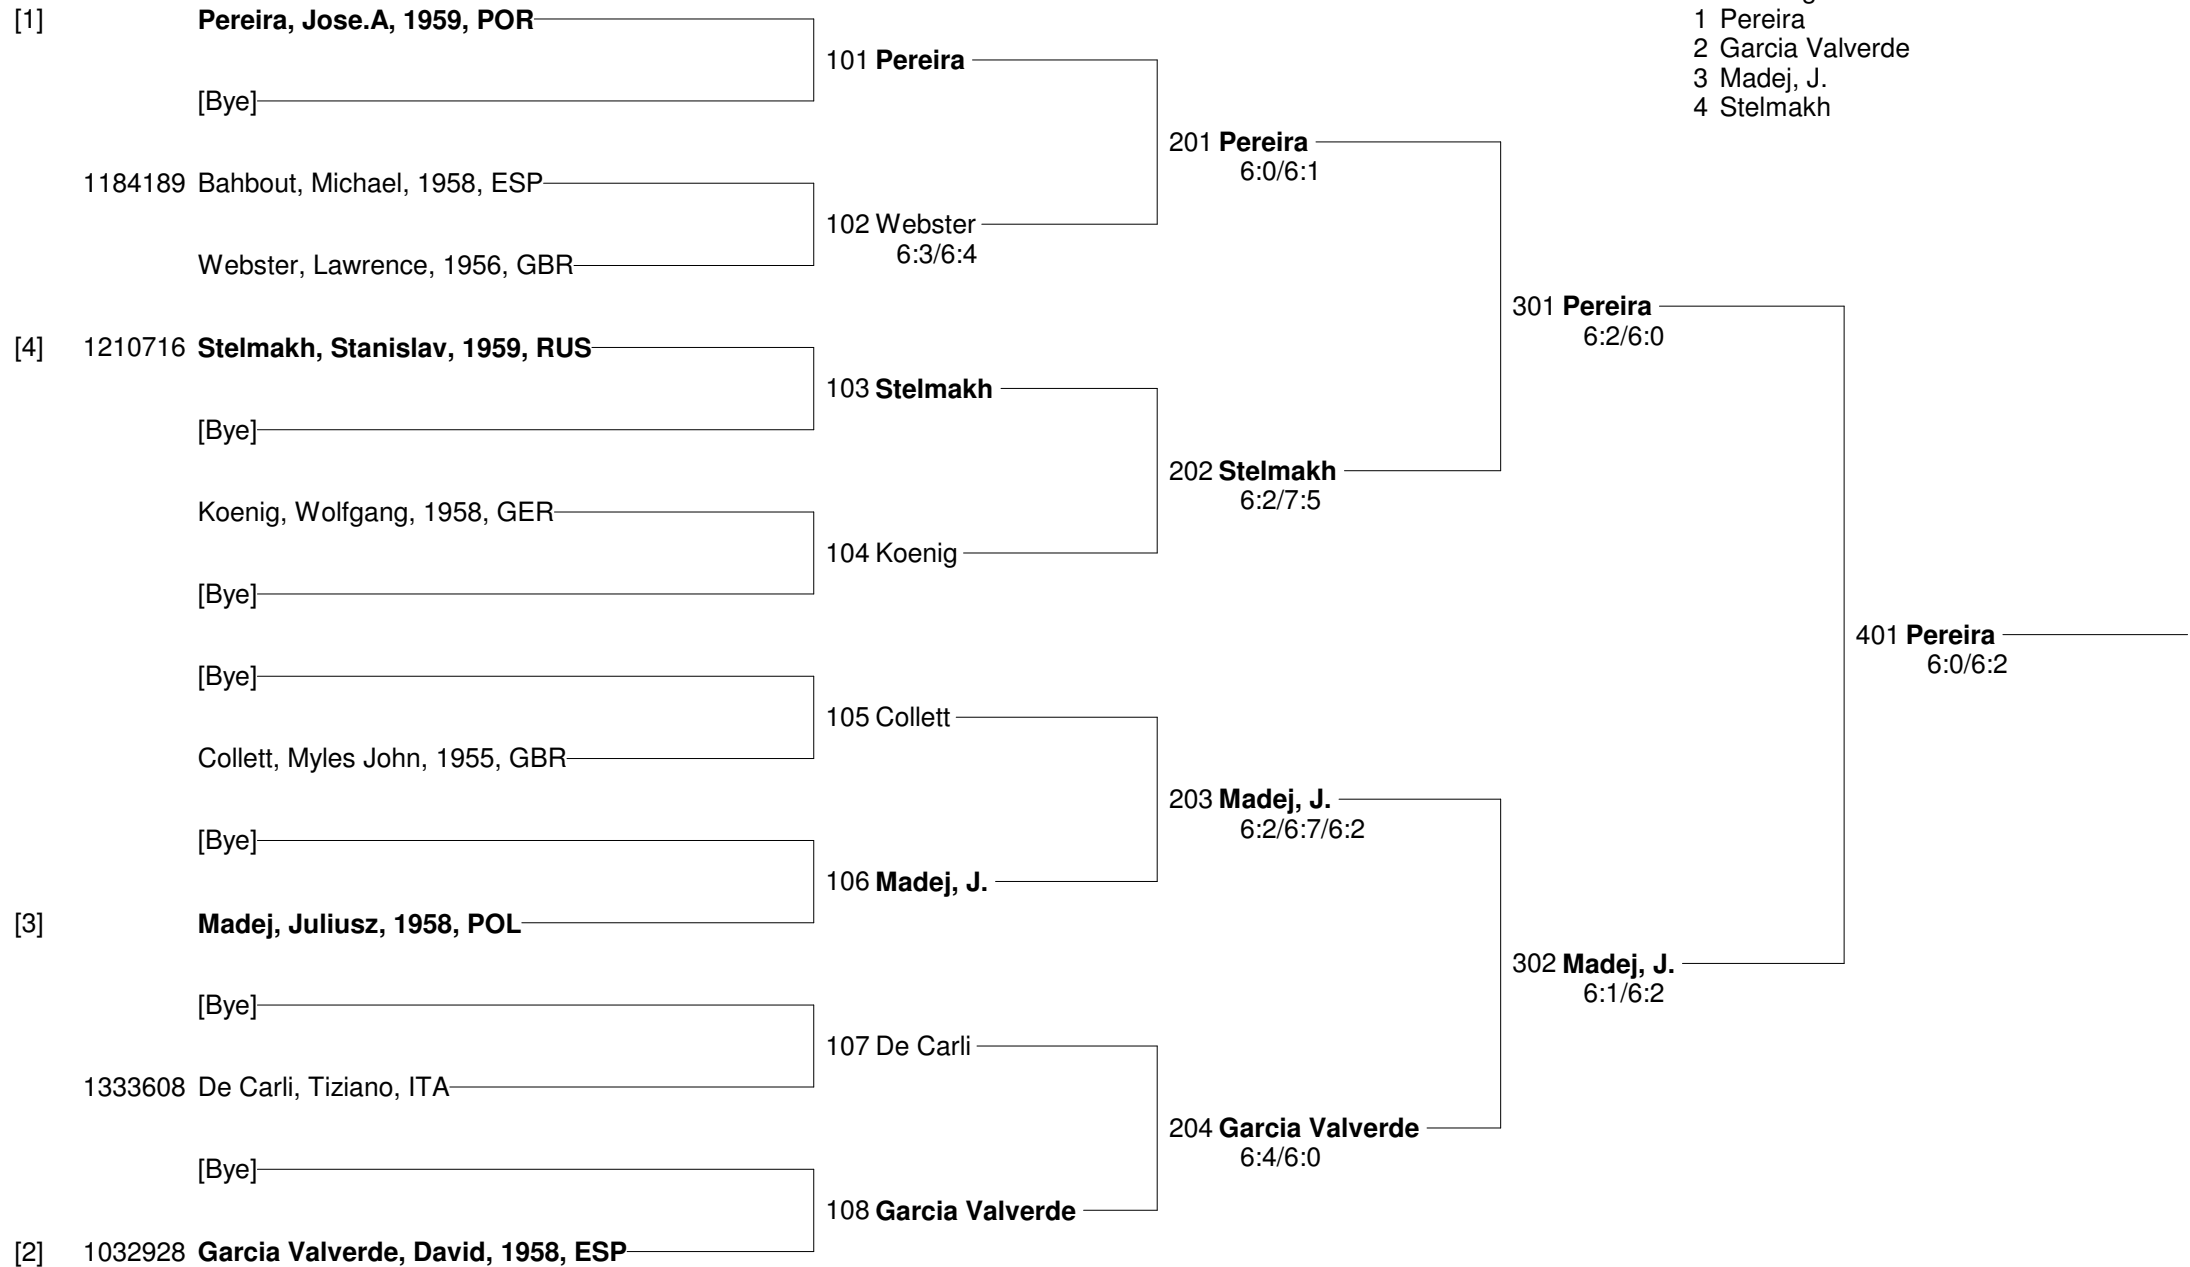 [1] Pereira, Jose.A, 1959, POR
[Bye]
1184189 Bahbout, Michael, 1958, ESP
Webster, Lawrence, 1956, GBR
[4] 1210716 Stelmakh, Stanislav, 1959, RUS
[Bye]
Koenig, Wolfgang, 1958, GER
[Bye]
[Bye]
Collett, Myles John, 1955, GBR
[Bye]
[3] Madej, Juliusz, 1958, POL
[Bye]
1333608 De Carli, Tiziano, ITA
[Bye]
[2] 1032928 Garcia Valverde, David, 1958, ESP
101 Pereira
102 Webster
6:3/6:4
103 Stelmakh
104 Koenig
105 Collett
106 Madej, J.
107 De Carli
108 Garcia Valverde
201 Pereira
6:0/6:1
202 Stelmakh
6:2/7:5
203 Madej, J.
6:2/6:7/6:2
204 Garcia Valverde
6:4/6:0
301 Pereira
6:2/6:0
302 Madej, J.
6:1/6:2
401 Pereira
6:0/6:2
1 Pereira
2 Garcia Valverde
3 Madej, J.
4 Stelmakh